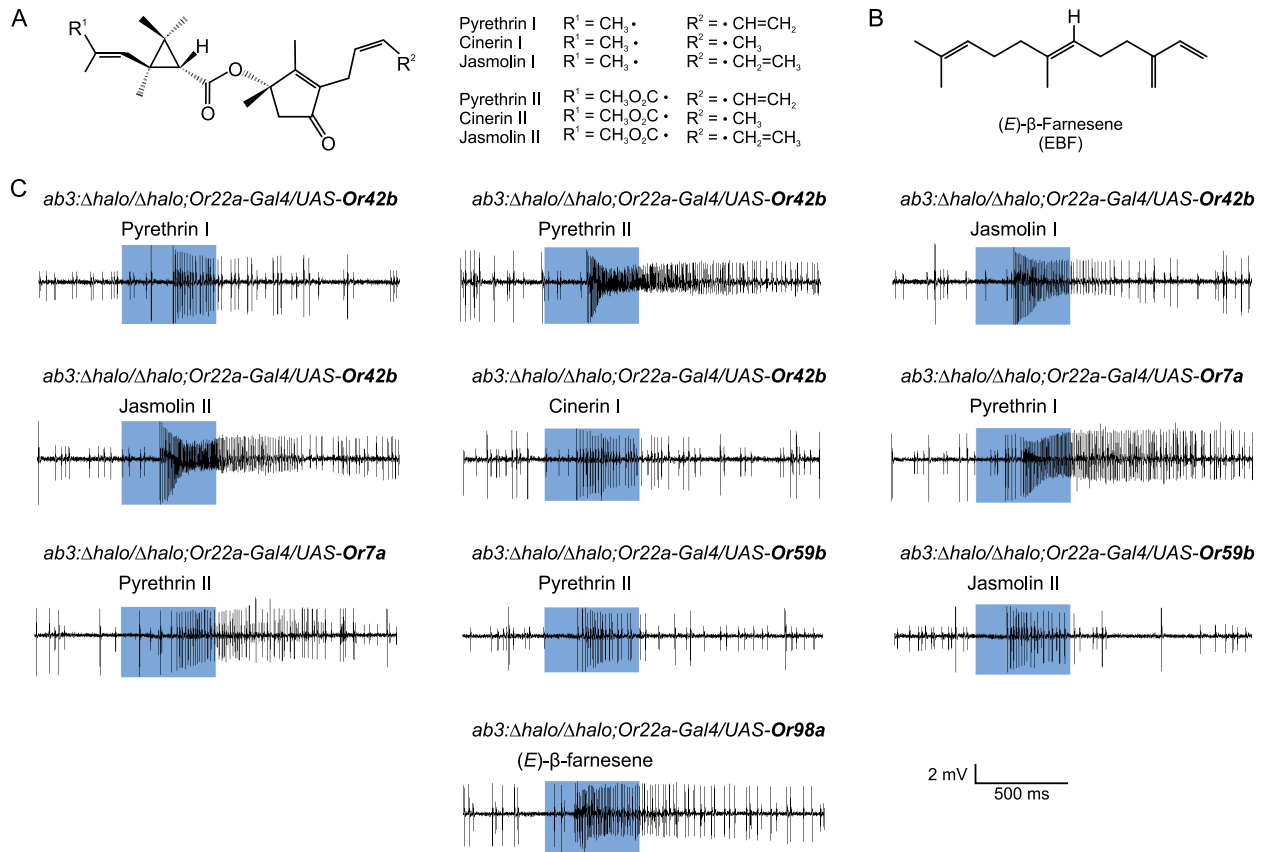 A
R¹
H
O
O
O
R²
Pyrethrin I R¹ = CH₃• R² = • CH=CH₂
Cinerin I R¹ = CH₃• R² = • CH₃
Jasmolin I R¹ = CH₃• R² = • CH₂=CH₃
Pyrethrin II R¹ = CH₃O₂C • R² = • CH=CH₂
Cinerin II R¹ = CH₃O₂C • R² = • CH₃
Jasmolin II R¹ = CH₃O₂C • R² = • CH₂=CH₃
B
H
(E)-β-Farnesene
(EBF)
C
ab3:Δhalo/Δhalo;Or22a-Gal4/UAS-Or42b
Pyrethrin I
ab3:Δhalo/Δhalo;Or22a-Gal4/UAS-Or42b
Pyrethrin II
ab3:Δhalo/Δhalo;Or22a-Gal4/UAS-Or42b
Jasmolin I
ab3:Δhalo/Δhalo;Or22a-Gal4/UAS-Or42b
Jasmolin II
ab3:Δhalo/Δhalo;Or22a-Gal4/UAS-Or42b
Cinerin I
ab3:Δhalo/Δhalo;Or22a-Gal4/UAS-Or7a
Pyrethrin I
ab3:Δhalo/Δhalo;Or22a-Gal4/UAS-Or7a
Pyrethrin II
ab3:Δhalo/Δhalo;Or22a-Gal4/UAS-Or59b
Pyrethrin II
ab3:Δhalo/Δhalo;Or22a-Gal4/UAS-Or59b
Jasmolin II
ab3:Δhalo/Δhalo;Or22a-Gal4/UAS-Or98a
(E)-β-farnesene
2 mV
500 ms